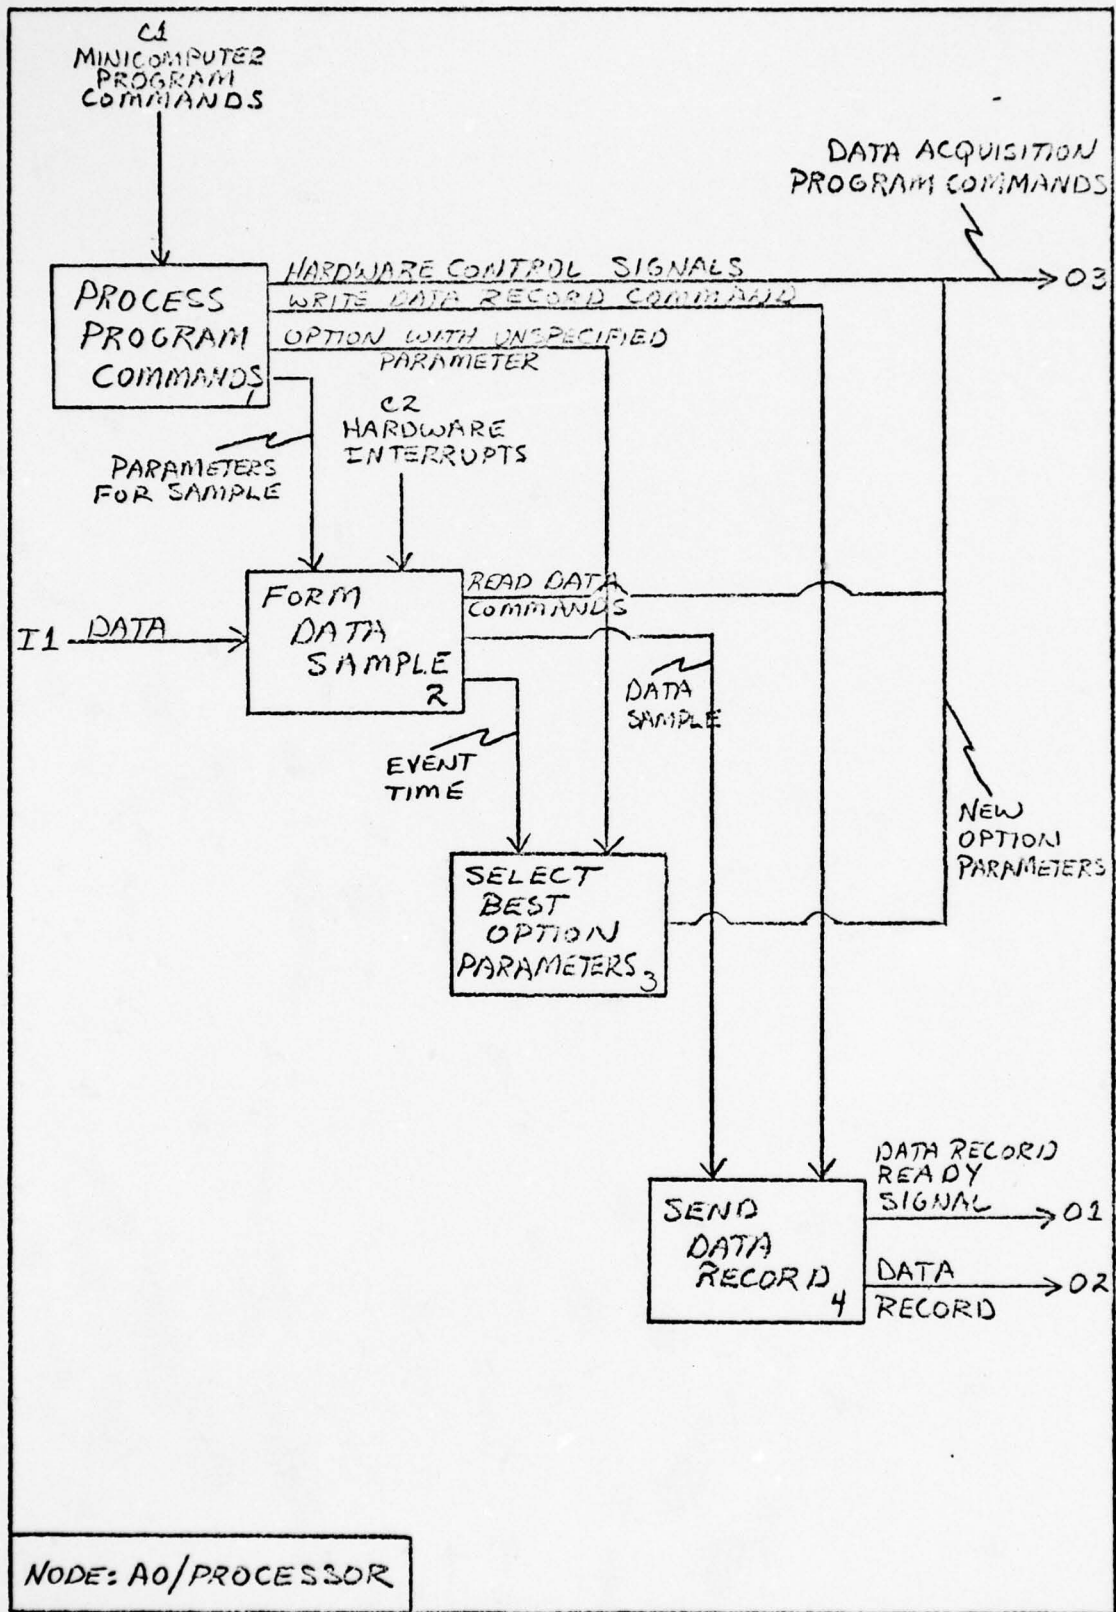 C1
MINICOMPUTER
PROGRAM
COMMANDS
DATA ACQUISITION
PROGRAM COMMANDS
HARDWARE CONTROL SIGNALS
O3
WRITE DATA RECORD COMMAND
OPTION WITH UNSPECIFIED
PARAMETER
PROCESS
PROGRAM
COMMANDS
1
C2
HARDWARE
INTERRUPTS
PARAMETERS
FOR SAMPLE
I1 DATA
FORM
DATA
SAMPLE
2
READ DATA
COMMANDS
DATA
SAMPLE
EVENT
TIME
NEW
OPTION
PARAMETERS
SELECT
BEST
OPTION
PARAMETERS 3
DATA RECORD
READY
SIGNAL
O1
SEND
DATA
RECORD
4
DATA
RECORD
O2
NODE: A0/PROCESSOR